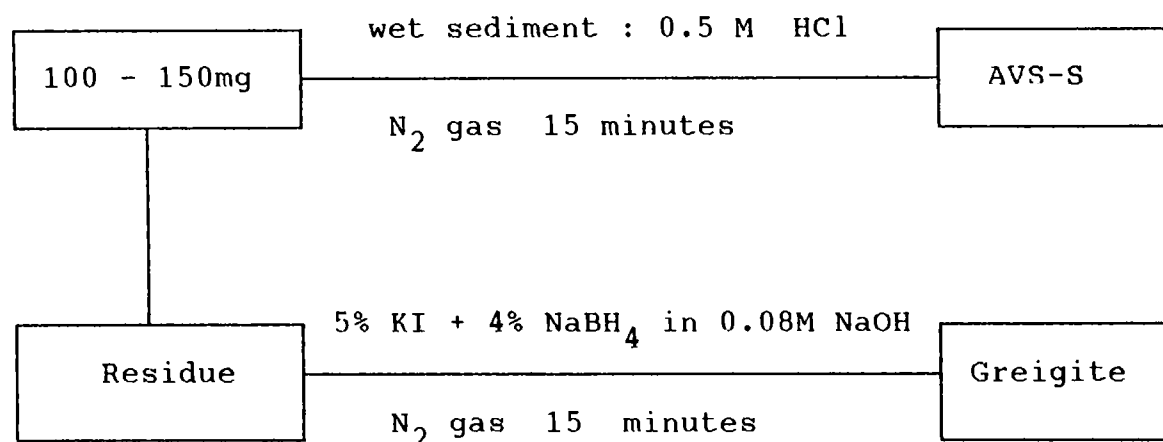 wet sediment : 0.5 M HCl
100 - 150mg
AVS-S
N2 gas 15 minutes
5% KI + 4% NaBH4 in 0.08M NaOH
Residue
Greigite
N2 gas 15 minutes